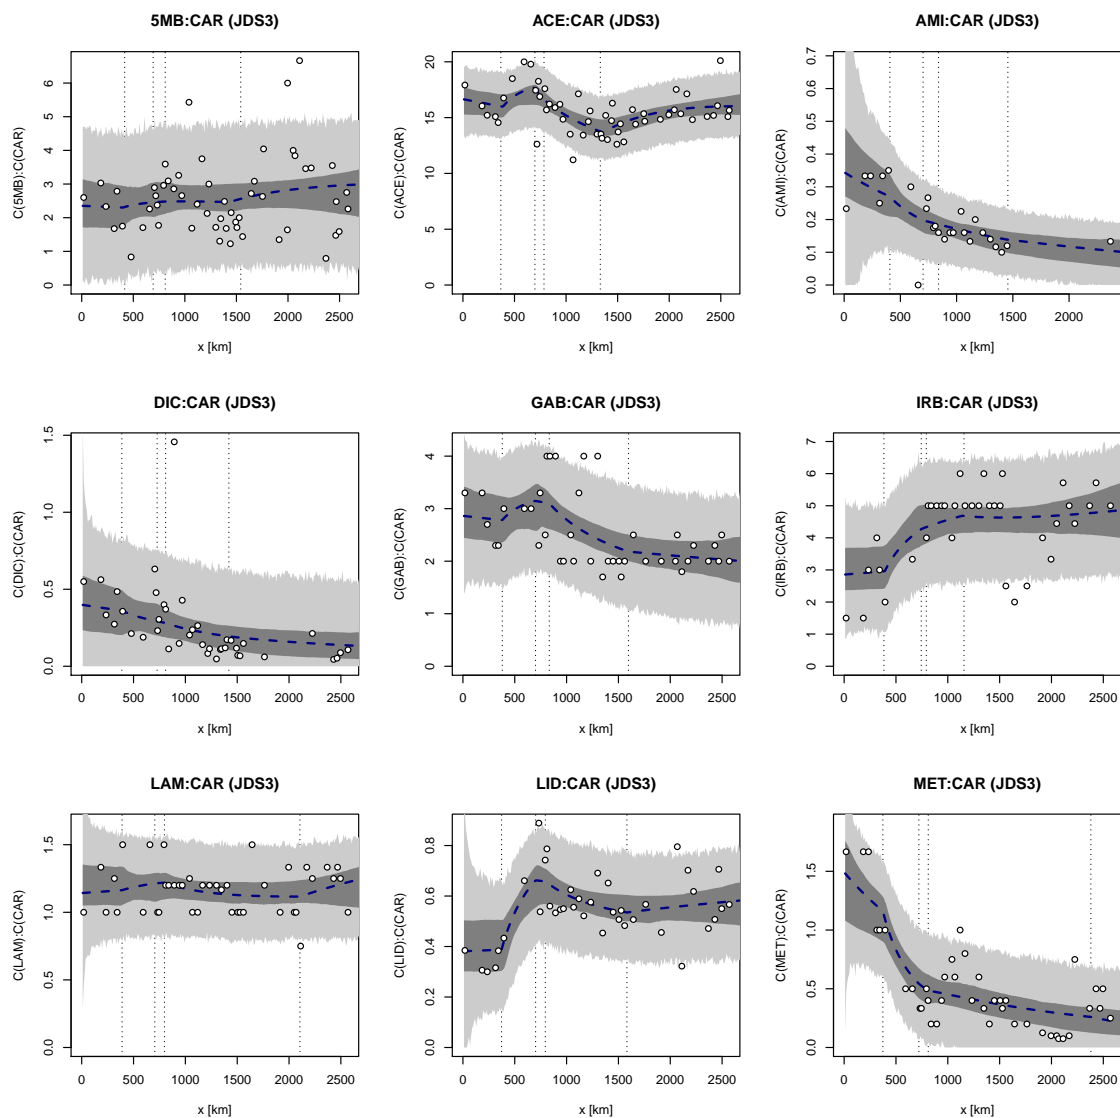 5MB:CAR (JDS3)
C(5MB):C(CAR)
0 1 2 3 4 5 6
0 500 1000 1500 2000 2500
x [km]
ACE:CAR (JDS3)
C(ACE):C(CAR)
0 5 10 15 20
0 500 1000 1500 2000 2500
x [km]
AMI:CAR (JDS3)
C(AMI):C(CAR)
0.0 0.1 0.2 0.3 0.4 0.5 0.6 0.7
0 500 1000 1500 2000
x [km]
DIC:CAR (JDS3)
C(DIC):C(CAR)
0.0 0.5 1.0 1.5
0 500 1000 1500 2000 2500
x [km]
GAB:CAR (JDS3)
C(GAB):C(CAR)
0 1 2 3 4
0 500 1000 1500 2000 2500
x [km]
IRB:CAR (JDS3)
C(IRB):C(CAR)
0 1 2 3 4 5 6 7
0 500 1000 1500 2000 2500
x [km]
LAM:CAR (JDS3)
C(LAM):C(CAR)
0.0 0.5 1.0 1.5
0 500 1000 1500 2000 2500
x [km]
LID:CAR (JDS3)
C(LID):C(CAR)
0.0 0.2 0.4 0.6 0.8
0 500 1000 1500 2000 2500
x [km]
MET:CAR (JDS3)
C(MET):C(CAR)
0.0 0.5 1.0 1.5
0 500 1000 1500 2000 2500
x [km]